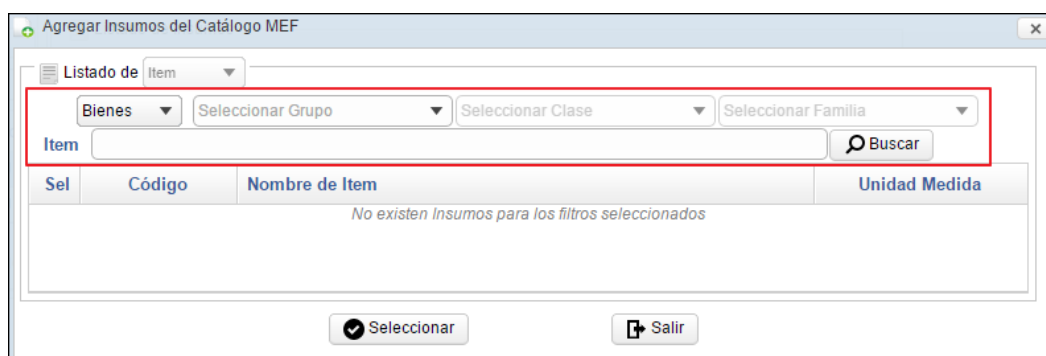 Agregar Insumos del Catálogo MEF
Listado de Item
Bienes Seleccionar Grupo Seleccionar Clase Seleccionar Familia
Item Buscar
Sel Código Nombre de Item Unidad Medida
No existen Insumos para los filtros seleccionados
Seleccionar Salir